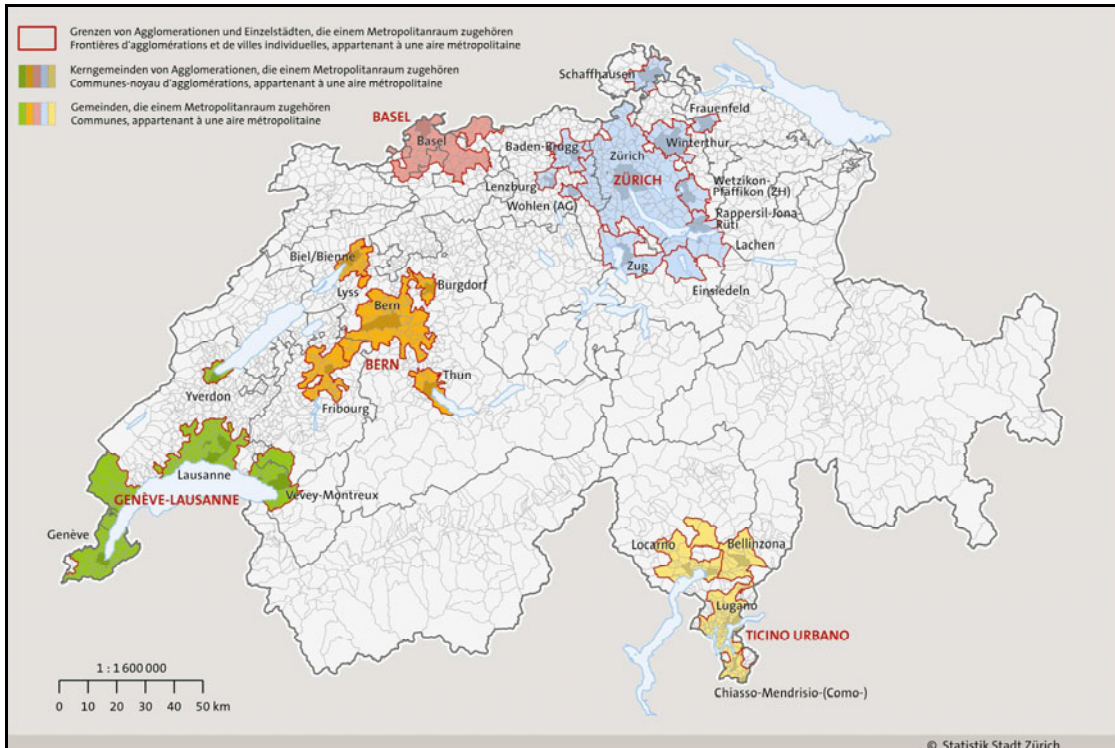 Grenzen von Agglomerationen und Einzelstädten, die einem Metropolitanraum zugehören
Frontières d'agglomérations et de villes individuelles, appartenant à une aire métropolitaine
Kerngemeinden von Agglomerationen, die einem Metropolitanraum zugehören
Communes-noyau d'agglomérations, appartenant à une aire métropolitaine
Gemeinden, die einem Metropolitanraum zugehören
Communes, appartenant à une aire métropolitaine
Schaffhausen
Frauenfeld
BASEL
Basel
Baden-Brugg
Winterthur
Zürich
ZÜRICH
Lenzburg
Wetzikon-
Pfäffikon (ZH)
Wohlen (AG)
Rappersil-Jona-
Rüti
Lachen
Zug
Einsiedeln
Biel/Bienne
Lyss
Burgdorf
Bern
BERN
Thun
Yverdon
Fribourg
Lausanne
GENÈVE-LAUSANNE
Vevey-Montreux
Genève
Locarno
Bellinzona
Lugano
TICINO URBANO
Chiasso-Mendrisio-(Como-)
1 : 1 600 000
0 10 20 30 40 50 km
© Statistik Stadt Zürich